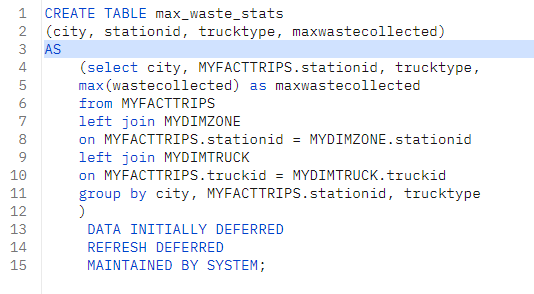 1 CREATE TABLE max_waste_stats
2 (city, stationid, trucktype, maxwastecollected)
3 AS
4 (select city, MYFACTTRIPS.stationid, trucktype,
5 max(wastecollected) as maxwastecollected
6 from MYFACTTRIPS
7 left join MYDIMZONE
8 on MYFACTTRIPS.stationid = MYDIMZONE.stationid
9 left join MYDIMTRUCK
10 on MYFACTTRIPS.truckid = MYDIMTRUCK.truckid
11 group by city, MYFACTTRIPS.stationid, trucktype
12 )
13 DATA INITIALLY DEFERRED
14 REFRESH DEFERRED
15 MAINTAINED BY SYSTEM;